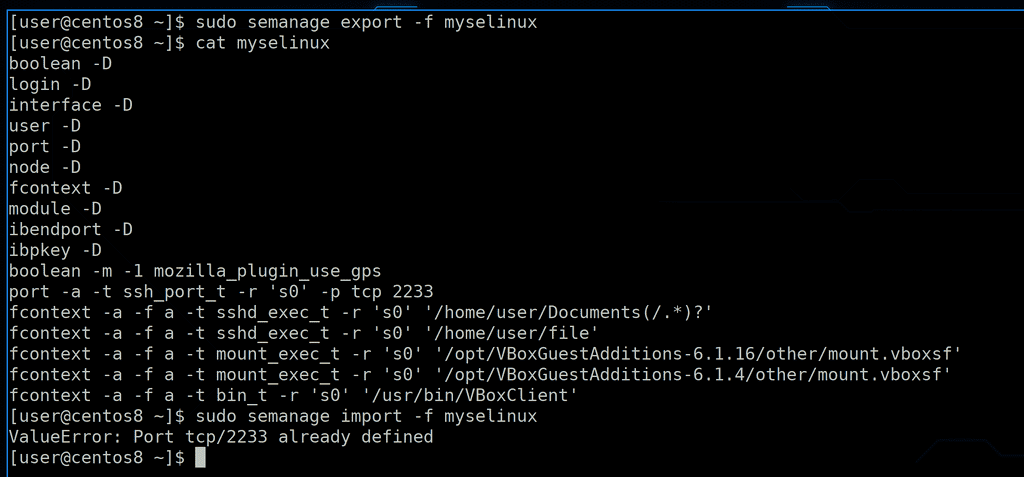 [user@centos8 ~]$ sudo semanage export -f myselinux
[user@centos8 ~]$ cat myselinux
boolean -D
login -D
interface -D
user -D
port -D
node -D
fcontext -D
module -D
ibendport -D
ibpkey -D
boolean -m -1 mozilla_plugin_use_gps
port -a -t ssh_port_t -r 's0' -p tcp 2233
fcontext -a -f a -t sshd_exec_t -r 's0' '/home/user/Documents(/.*)?'
fcontext -a -f a -t sshd_exec_t -r 's0' '/home/user/file'
fcontext -a -f a -t mount_exec_t -r 's0' '/opt/VBoxGuestAdditions-6.1.16/other/mount.vboxsf'
fcontext -a -f a -t mount_exec_t -r 's0' '/opt/VBoxGuestAdditions-6.1.4/other/mount.vboxsf'
fcontext -a -f a -t bin_t -r 's0' '/usr/bin/VBoxClient'
[user@centos8 ~]$ sudo semanage import -f myselinux
ValueError: Port tcp/2233 already defined
[user@centos8 ~]$